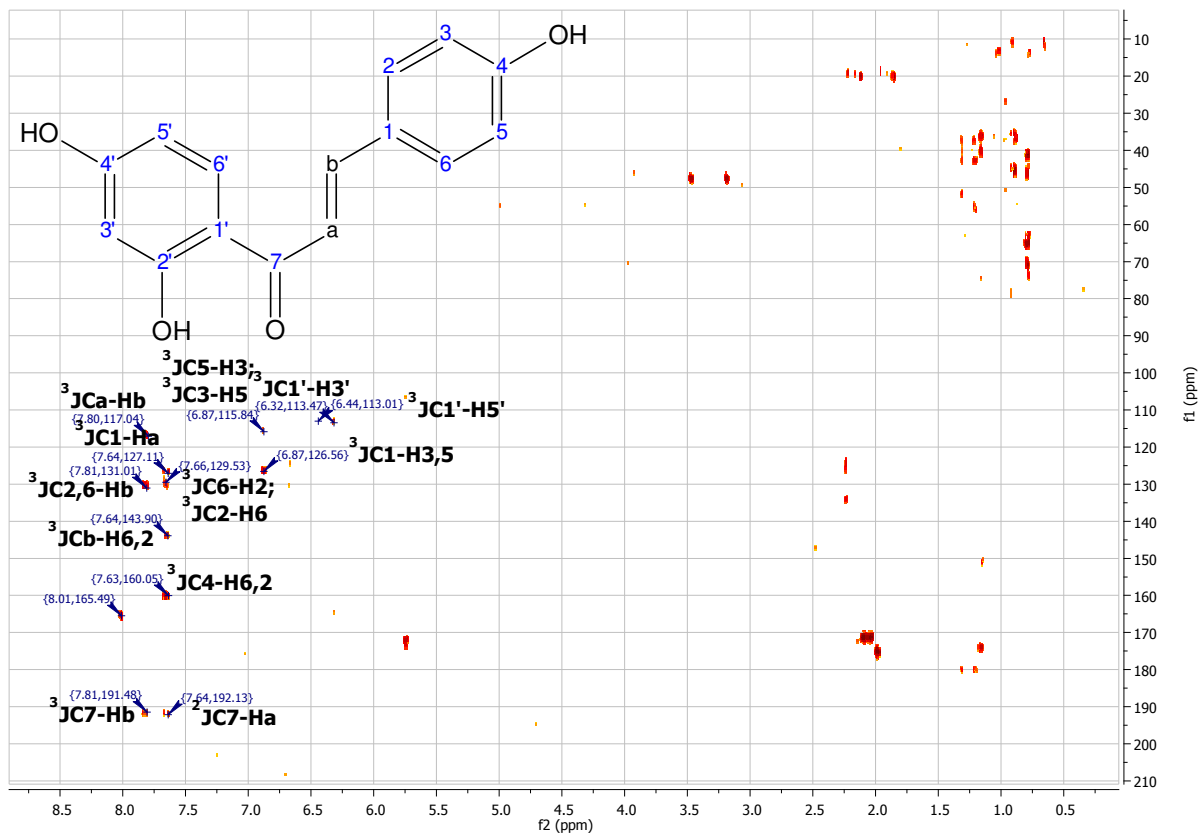 3
OH
2
4
HO
5'
1
5
4'
6'
b
6
3'
1'
a
2'
7
OH
O
3JC5-H3;
3JC3-H5
3JC1'-H3'
3JCa-Hb
{7.80,117.04}
{6.87,115.84}
{6.32,113.47}
{6.44,113.01}
3JC1'-H5'
3JC1-Ha
{7.64,127.11}
{7.66,129.53}
{6.87,126.56}
3JC1-H3,5
{7.81,131.01}
3JC2,6-Hb
3JC6-H2;
3JC2-H6
{7.64,143.90}
3JCb-H6,2
{7.63,160.05}
3JC4-H6,2
{8.01,165.49}
{7.81,191.48}
{7.64,192.13}
3JC7-Hb
2JC7-Ha
10
20
30
40
50
60
70
80
90
100
110
120
130
140
150
160
170
180
190
200
210
f1 (ppm)
8.5 8.0 7.5 7.0 6.5 6.0 5.5 5.0 4.5 4.0 3.5 3.0 2.5 2.0 1.5 1.0 0.5
f2 (ppm)